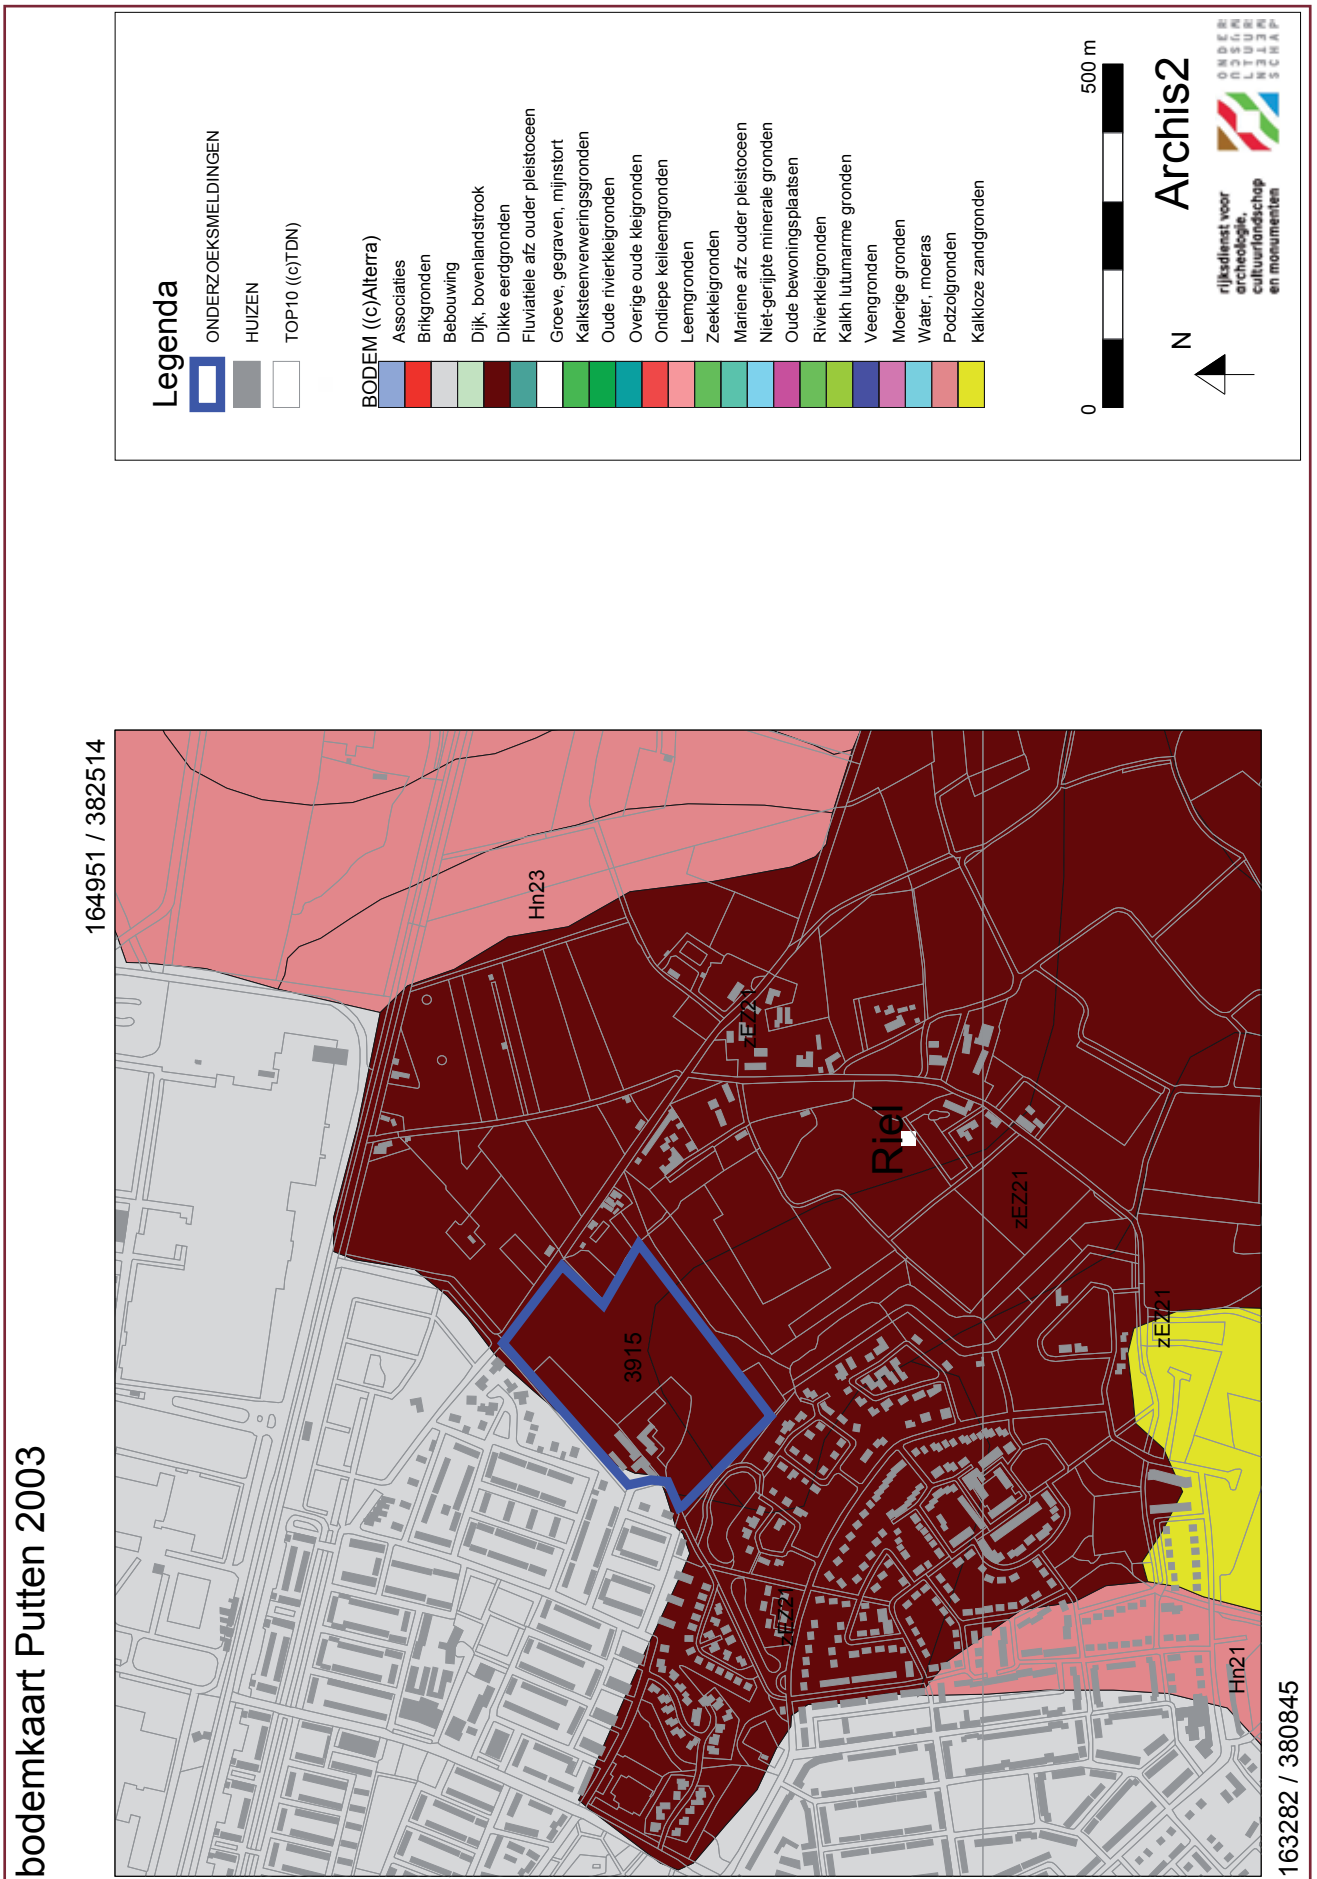 bodemkaart Putten 2003
164951 / 382514
Hn23
zEZ21
Riel
3915
zEZ21
zEZ21
zEZ21
Hn21
163282 / 380845
Legenda
ONDERZOEKSMELDINGEN
HUIZEN
TOP10 ((c)TDN)
BODEM ((c)Alterra)
Associaties
Brikgronden
Bebouwing
Dijk, bovenlandstrook
Dikke eerdgronden
Fluviatiele afz ouder pleistoceen
Groeve, gegraven, mijnstort
Kalksteenverweringsgronden
Oude rivierkleigronden
Overige oude kleigronden
Ondiepe keileemgronden
Leemgronden
Zeekleigronden
Mariene afz ouder pleistoceen
Niet-gerijpte minerale gronden
Oude bewoningsplaatsen
Rivierkleigronden
Kalkh lutumarme gronden
Veengronden
Moerige gronden
Water, moeras
Podzolgronden
Kalkloze zandgronden
0
500 m
N
Archis2
rijksdienst voor
archeologie,
cultuurlandschap
en monumenten